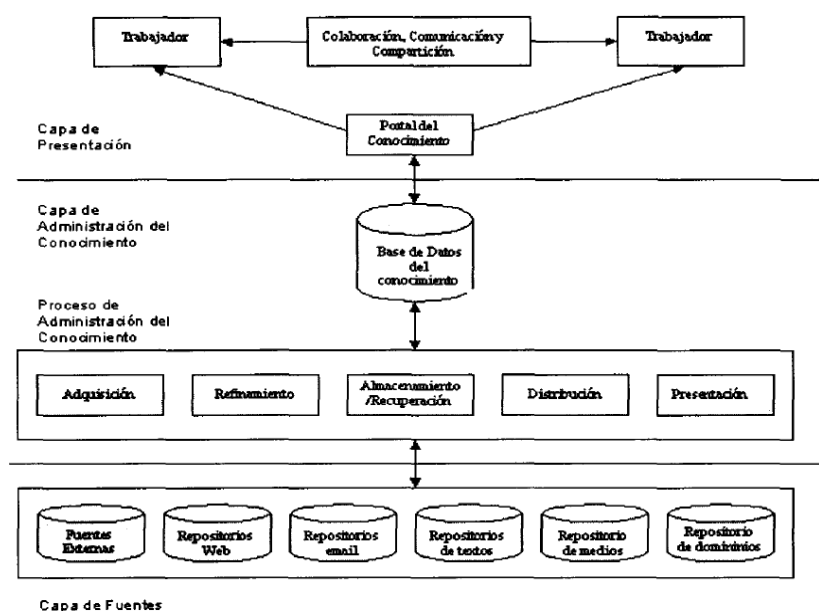 Trabajador
Colaboración, Comunicación y
Compartición
Trabajador
Portal del
Conocimiento
Capa de
Presentación
Capa de
Administración del
Conocimiento
Base de Datos
del
conocimiento
Proceso de
Administración del
Conocimiento
Adquisición
Refinamiento
Almacenamiento
/Recuperación
Distribución
Presentación
Fuentes
Externas
Repositorios
Web
Repositorios
email
Repositorios
de textos
Repositorio
de medios
Repositorio
de dominúnios
Capa de Fuentes